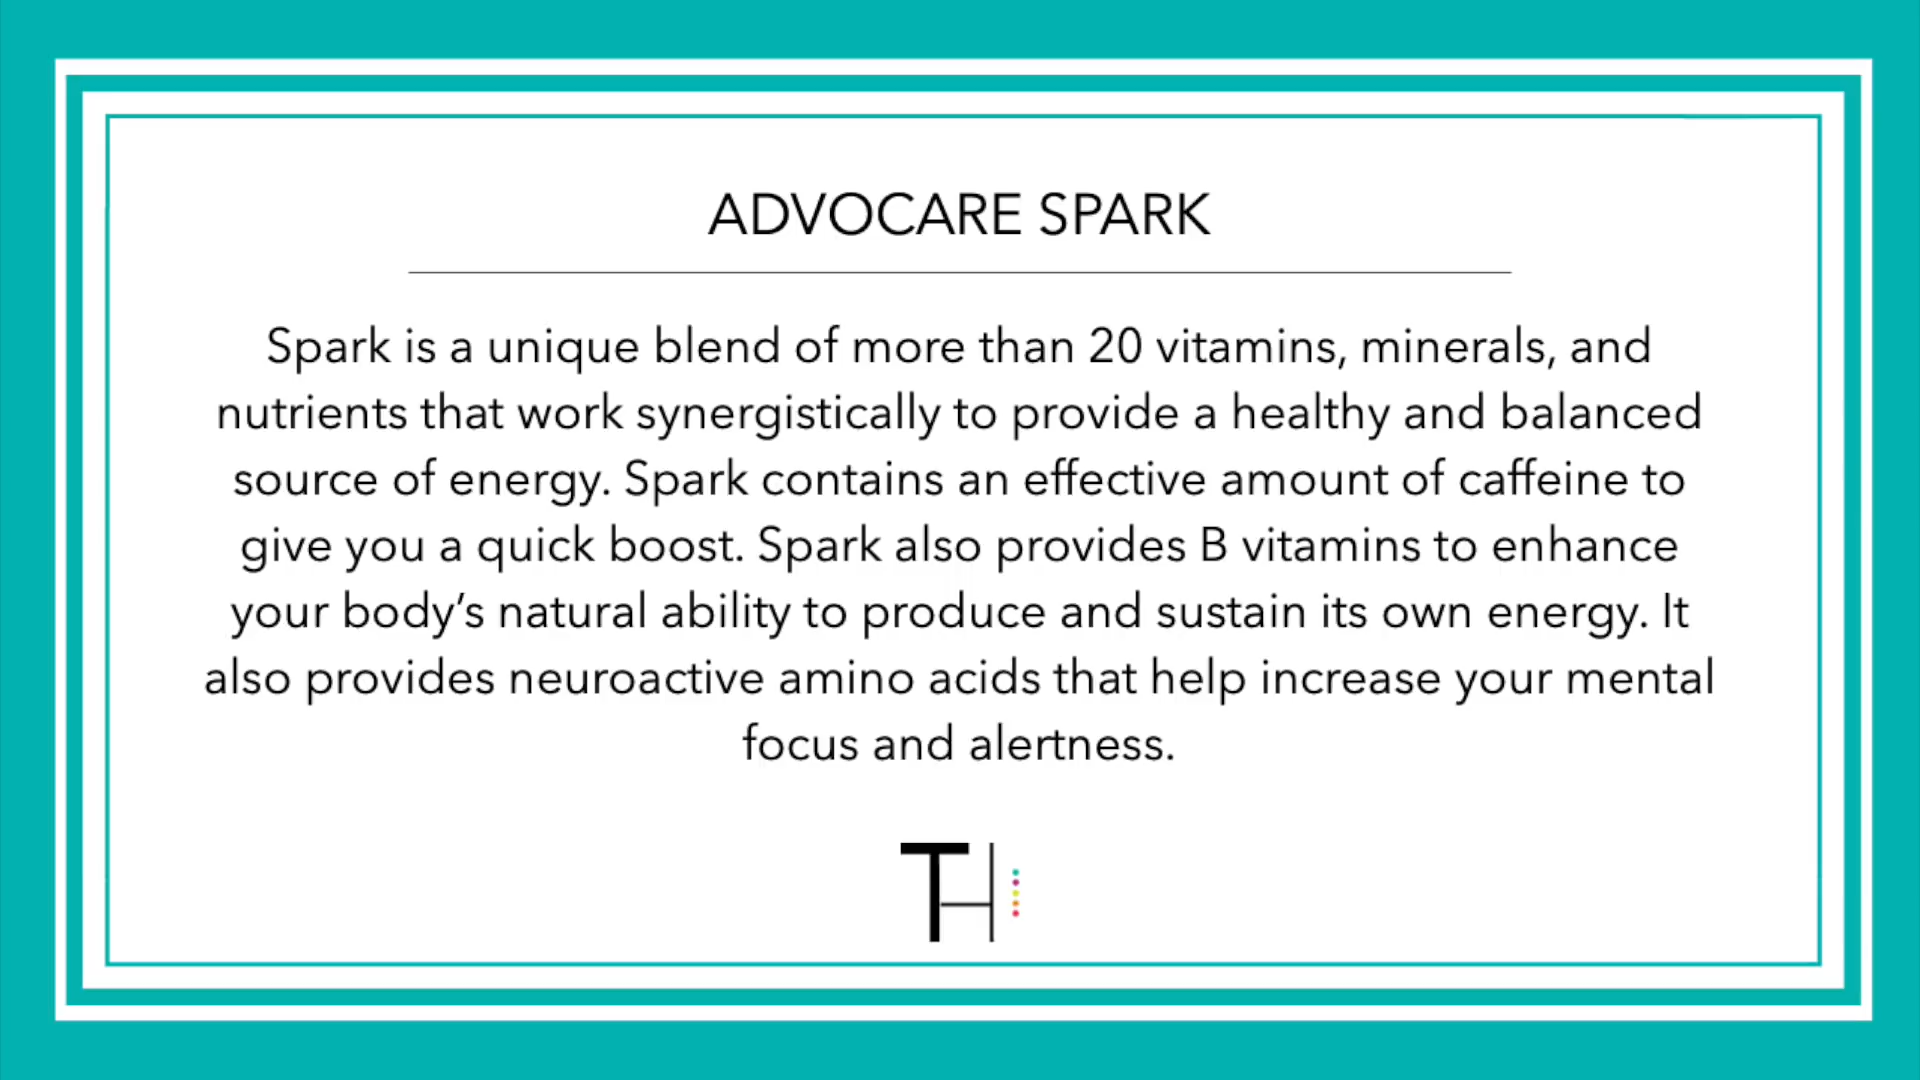 ADVOCARE SPARK
Spark is a unique blend of more than 20 vitamins, minerals, and
nutrients that work synergistically to provide a healthy and balanced
source of energy. Spark contains an effective amount of caffeine to
give you a quick boost. Spark also provides B vitamins to enhance
your body’s natural ability to produce and sustain its own energy. It
also provides neuroactive amino acids that help increase your mental
focus and alertness.
TH